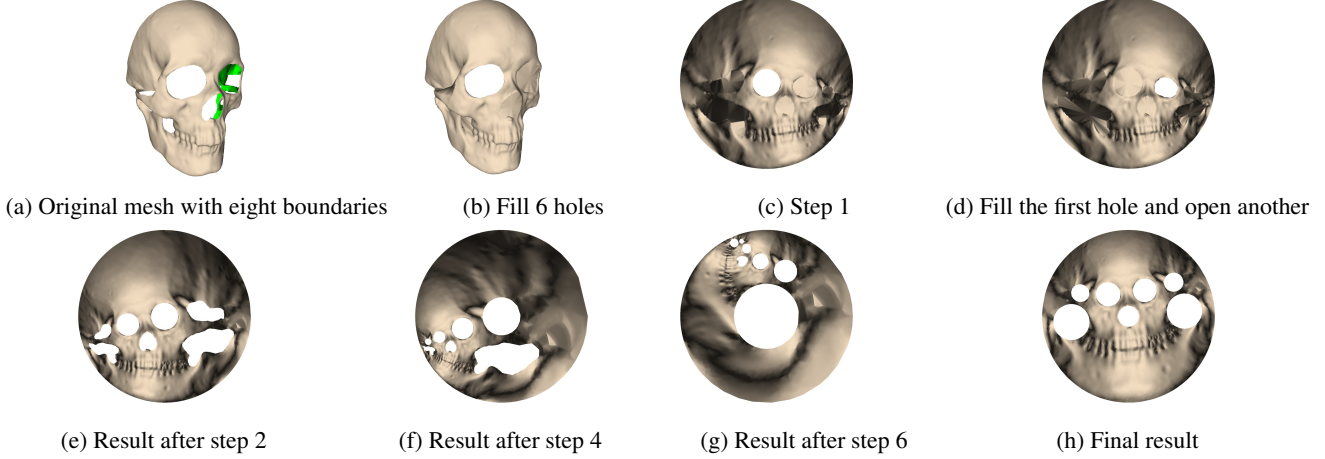 (a) Original mesh with eight boundaries
(b) Fill 6 holes
(c) Step 1
(d) Fill the first hole and open another
(e) Result after step 2
(f) Result after step 4
(g) Result after step 6
(h) Final result